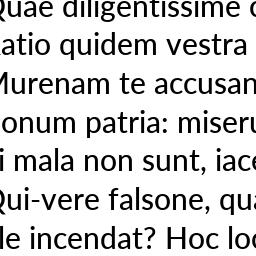 Quae diligentissime c
atio quidem vestra
Murenam te accusan
onum patria: miseru
i mala non sunt, iace
Qui-vere falsone, qua
le incendat? Hoc loc